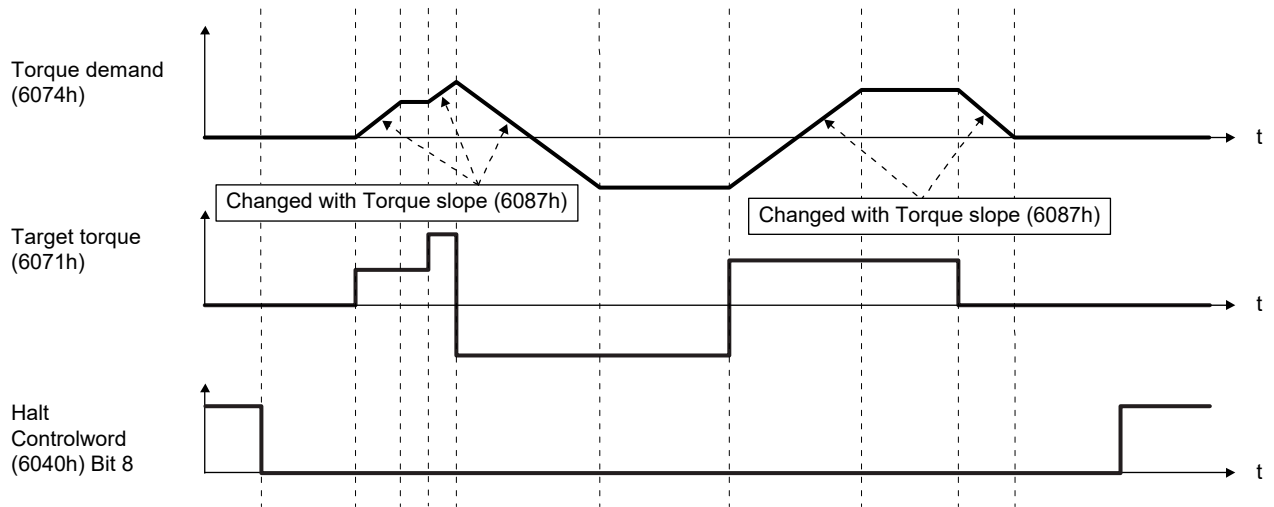 Torque demand
(6074h)
t
Changed with Torque slope (6087h)
Changed with Torque slope (6087h)
Target torque
(6071h)
t
Halt
Controlword
(6040h) Bit 8
t